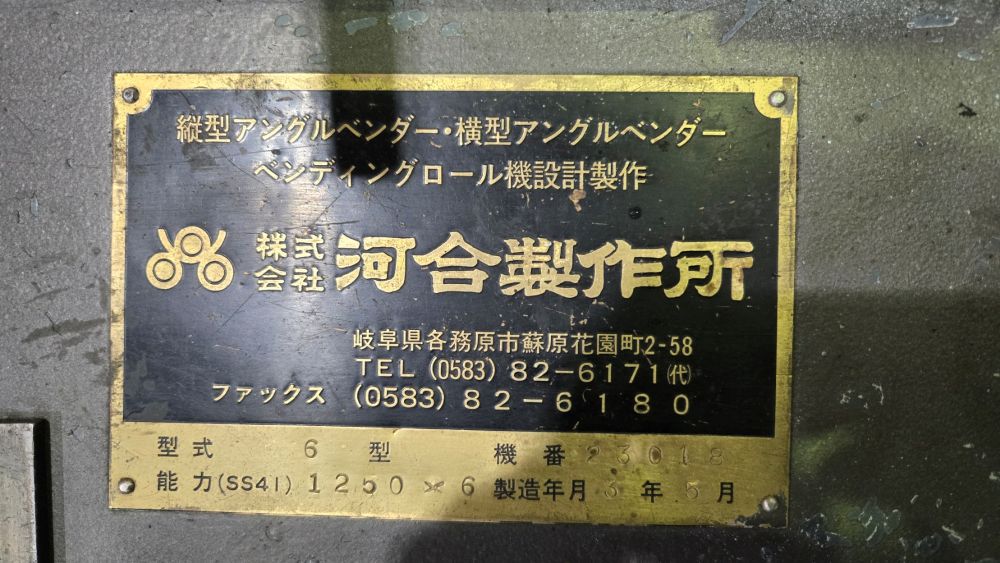 縦型アングルベンダー・横型アングルベンダー
ベンディングロール機設計製作
株式会社 河合製作所
岐阜県各務原市蘇原花園町2-58
TEL (0583) 82-6171(代)
ファックス (0583) 82-6180
型式 6型 機番 23018
能力(SS41) 1250×6 製造年月 3年5月